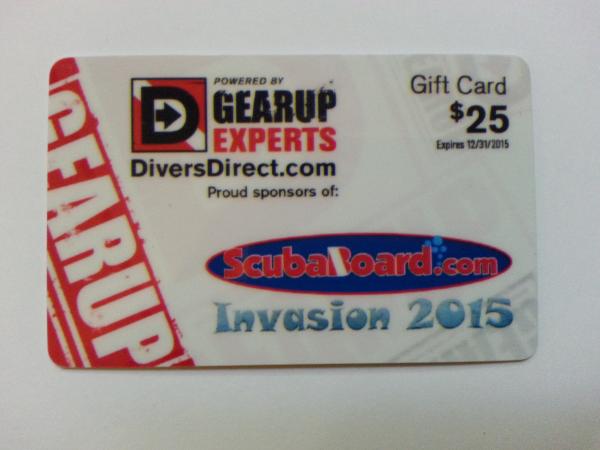 GEARUP
POWERED BY
D
GEARUP
EXPERTS
DiversDirect.com
Proud sponsors of:
Gift Card
$25
Expires 12/31/2015
ScubaBoard.com
Invasion 2015